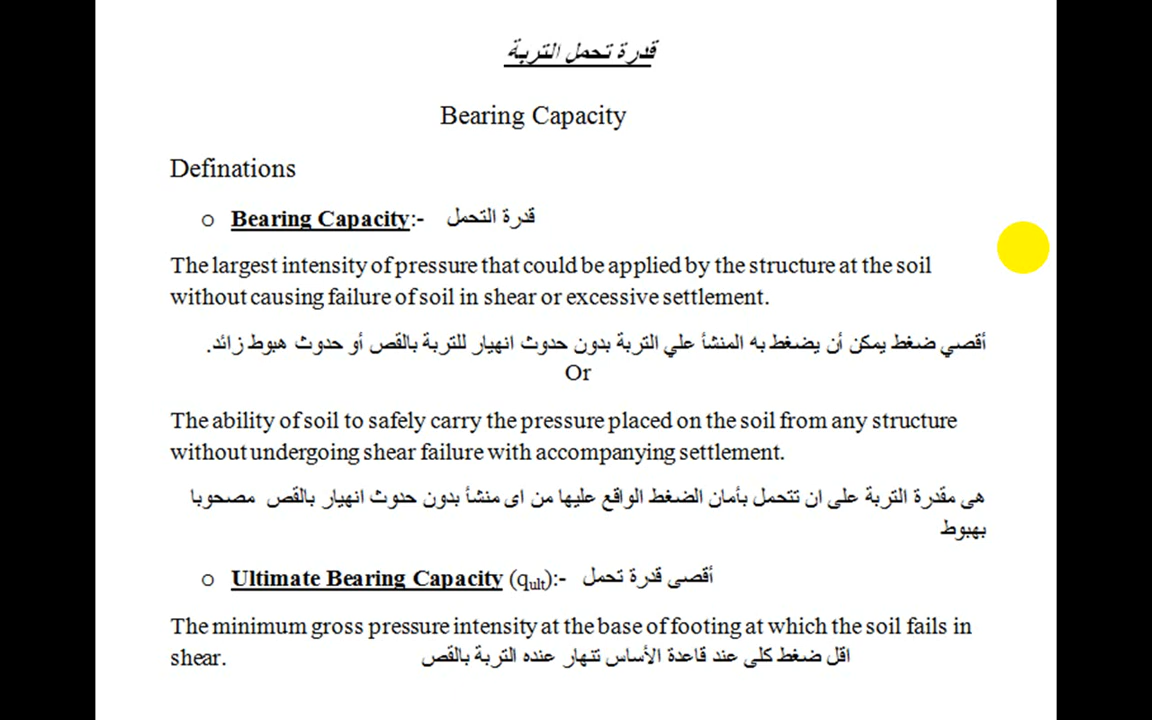 قدرة تحمل التربة
Bearing Capacity
Definations
o Bearing Capacity:- قدرة التحمل
The largest intensity of pressure that could be applied by the structure at the soil
without causing failure of soil in shear or excessive settlement.
أقصي ضغط يمكن أن يضغط به المنشأ علي التربة بدون حدوث انهيار للتربة بالقص أو حدوث هبوط زائد.
Or
The ability of soil to safely carry the pressure placed on the soil from any structure
without undergoing shear failure with accompanying settlement.
هى مقدرة التربة على ان تتحمل بأمان الضغط الواقع عليها من اى منشأ بدون حدوث انهيار بالقص مصحوبا
بهبوط
o Ultimate Bearing Capacity (qult):- أقصى قدرة تحمل
The minimum gross pressure intensity at the base of footing at which the soil fails in
shear. اقل ضغط كلى عند قاعدة الأساس تنهار عنده التربة بالقص